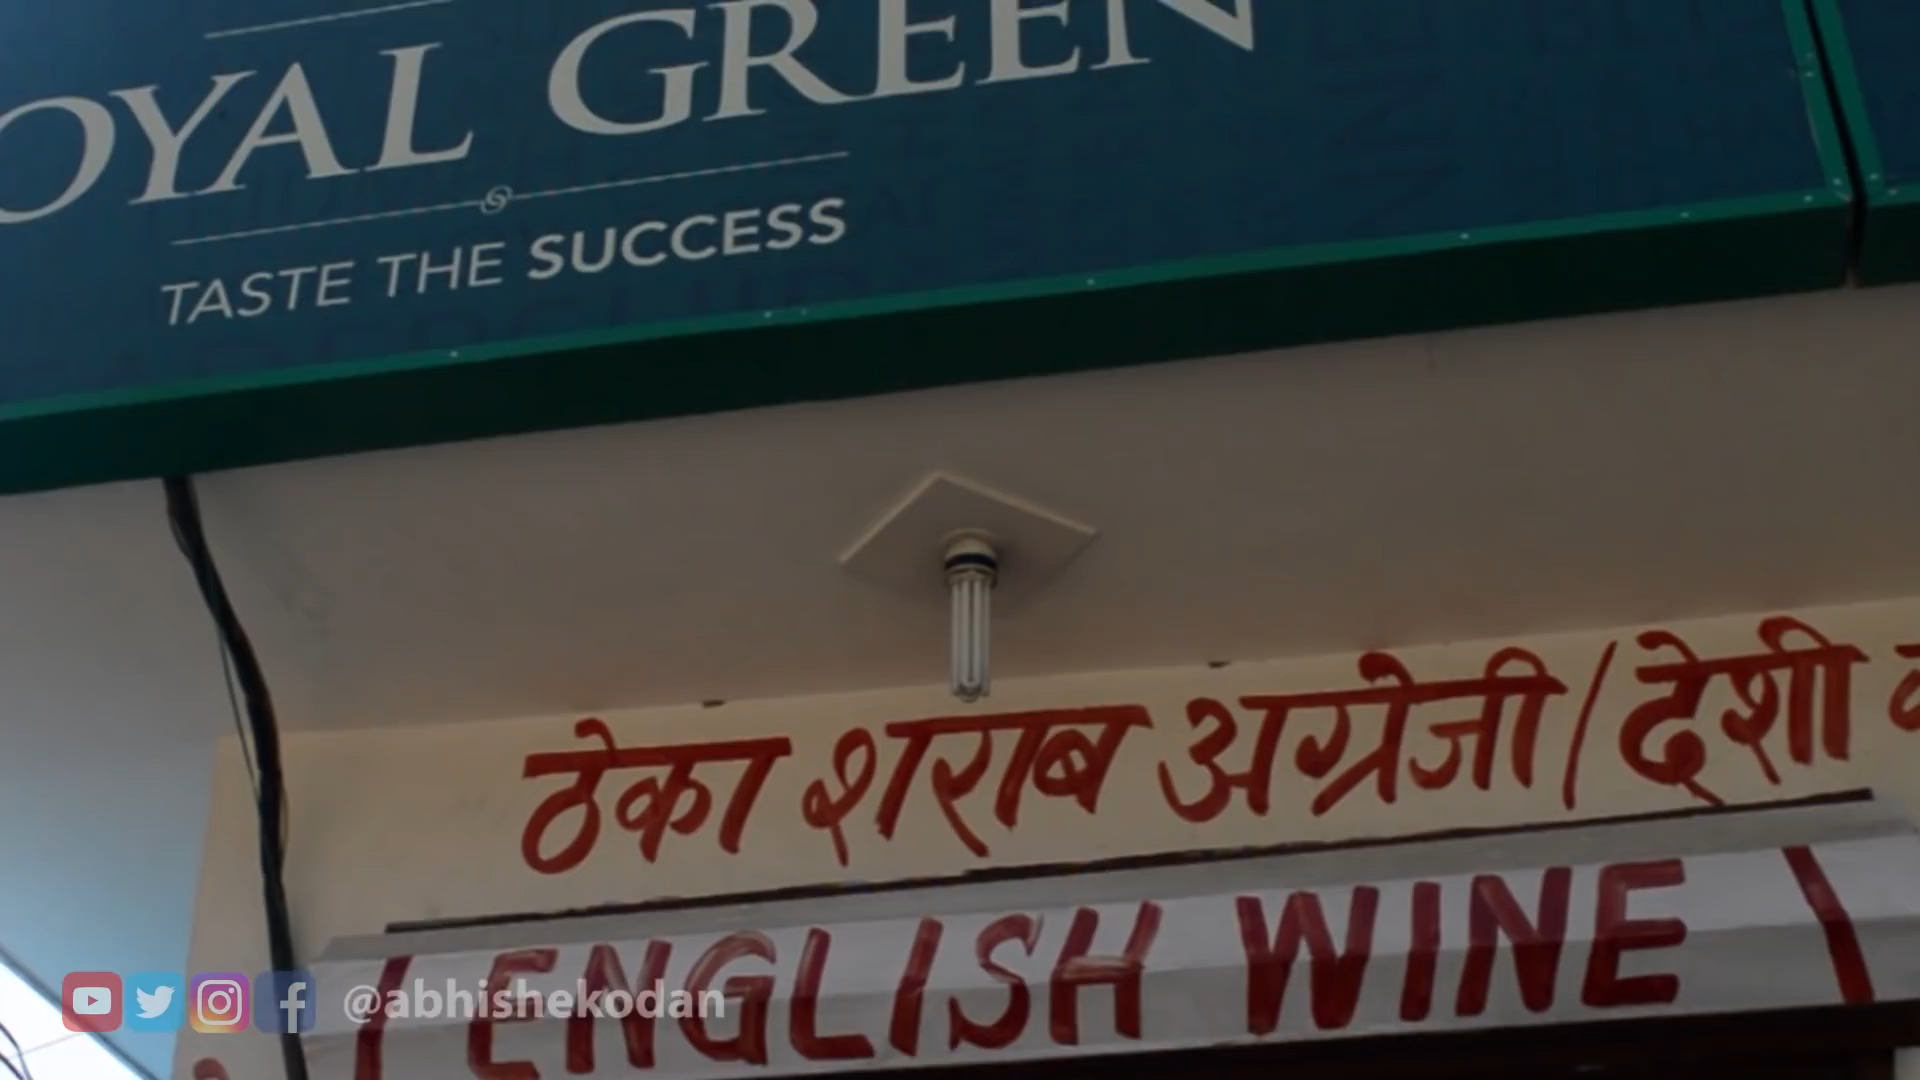 OYAL GREEN
TASTE THE SUCCESS
ठेका शराब अग्रेजी/देशी
(ENGLISH WINE)
@abhishekodan